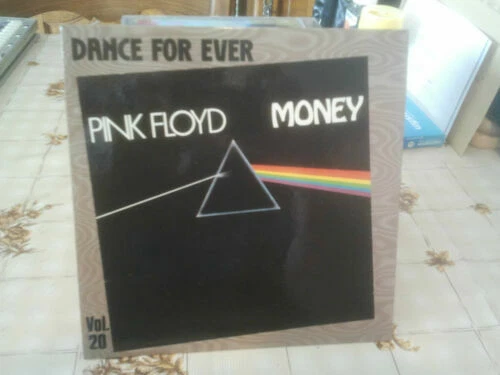 DANCE FOR EVER
PINK FLOYD
MONEY
Vol.
20